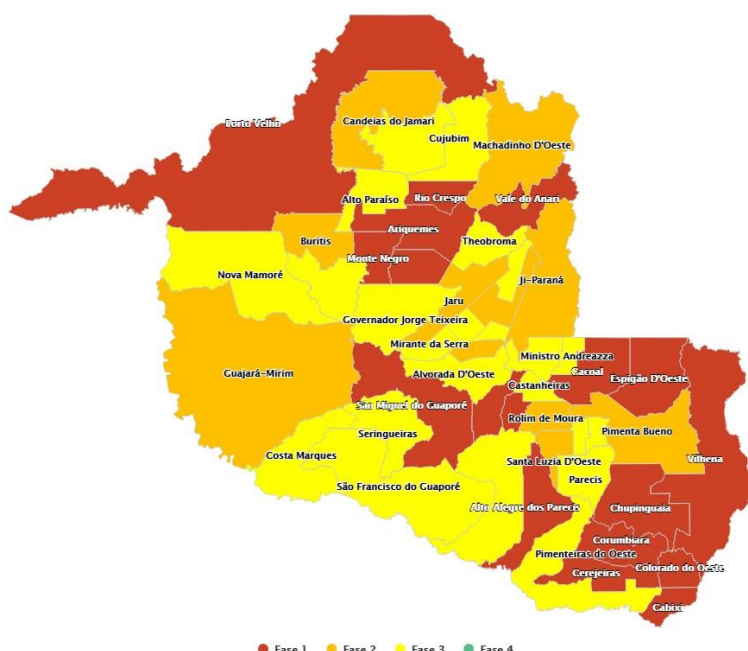 Porto Velho
Candeias do Jamari
Cujubim
Machadinho D'Oeste
Alto Paraíso
Rio Crespo
Vale do Anari
Ariquemes
Buritis
Theobroma
Monte Negro
Nova Mamoré
Ji-Paraná
Jaru
Governador Jorge Teixeira
Mirante da Serra
Ministro Andreazza
Guajará-Mirim
Alvorada D'Oeste
Cacoal
Espigão D'Oeste
Castanheiras
São Miguel do Guaporé
Rolim de Moura
Seringueiras
Pimenta Bueno
Costa Marques
Santa Luzia D'Oeste
Vilhena
Parecis
São Francisco do Guaporé
Alto Alegre dos Parecis
Chupinguaia
Corumbiara
Pimenteiras do Oeste
Cerejeiras
Colorado do Oeste
Cabixi
Fase 1 Fase 2 Fase 3 Fase 4